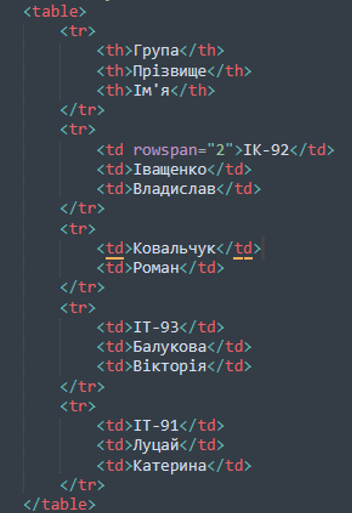 <table>
<tr>
<th>Група</th>
<th>Прізвище</th>
<th>Ім'я</th>
</tr>
<tr>
<td rowspan="2">ІК-92</td>
<td>Іващенко</td>
<td>Владислав</td>
</tr>
<tr>
<td>Ковальчук</td>
<td>Роман</td>
</tr>
<tr>
<td>ІТ-93</td>
<td>Балукова</td>
<td>Вікторія</td>
</tr>
<tr>
<td>ІТ-91</td>
<td>Луцай</td>
<td>Катерина</td>
</tr>
</table>